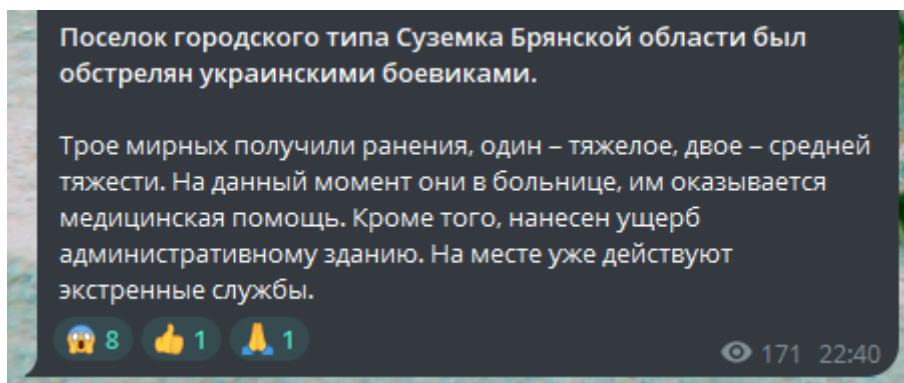 Поселок городского типа Суземка Брянской области был
обстрелян украинскими боевиками.
Трое мирных получили ранения, один – тяжелое, двое – средней
тяжести. На данный момент они в больнице, им оказывается
медицинская помощь. Кроме того, нанесен ущерб
административному зданию. На месте уже действуют
экстренные службы.
😱 8 👍 1 🙏 1
171 22:40